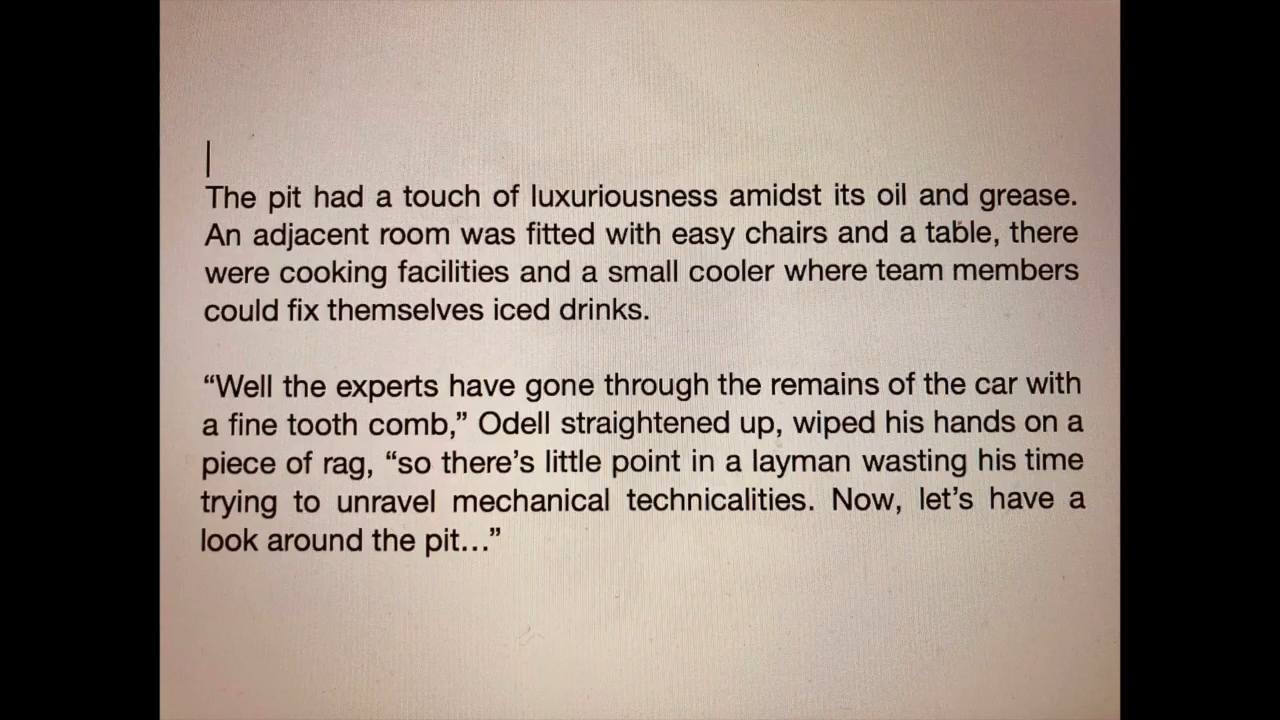 The pit had a touch of luxuriousness amidst its oil and grease.
An adjacent room was fitted with easy chairs and a table, there
were cooking facilities and a small cooler where team members
could fix themselves iced drinks.
“Well the experts have gone through the remains of the car with
a fine tooth comb,” Odell straightened up, wiped his hands on a
piece of rag, “so there’s little point in a layman wasting his time
trying to unravel mechanical technicalities. Now, let’s have a
look around the pit...”